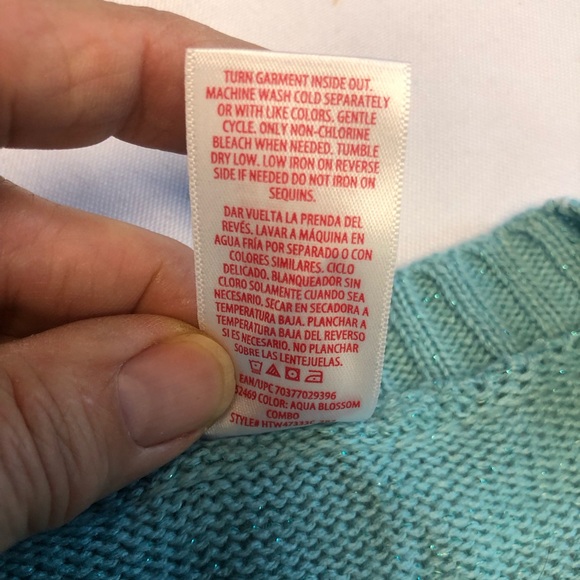 TURN GARMENT INSIDE OUT.
MACHINE WASH COLD SEPARATELY
OR WITH LIKE COLORS. GENTLE
CYCLE. ONLY NON-CHLORINE
BLEACH WHEN NEEDED. TUMBLE
DRY LOW. LOW IRON ON REVERSE
SIDE IF NEEDED DO NOT IRON ON
SEQUINS.
DAR VUELTA LA PRENDA DEL
REVÉS. LAVAR A MÁQUINA EN
AGUA FRÍA POR SEPARADO O CON
COLORES SIMILARES. CICLO
DELICADO. BLANQUEADOR SIN
CLORO SOLAMENTE CUANDO SEA
NECESARIO. SECAR EN SECADORA A
TEMPERATURA BAJA. PLANCHAR A
TEMPERATURA BAJA DEL REVERSO
SI ES NECESARIO. NO PLANCHAR
SOBRE LAS LENTEJUELAS.
EAN/UPC 70377029396
COLOR: AQUA BLOSSOM
COMBO
STYLE#